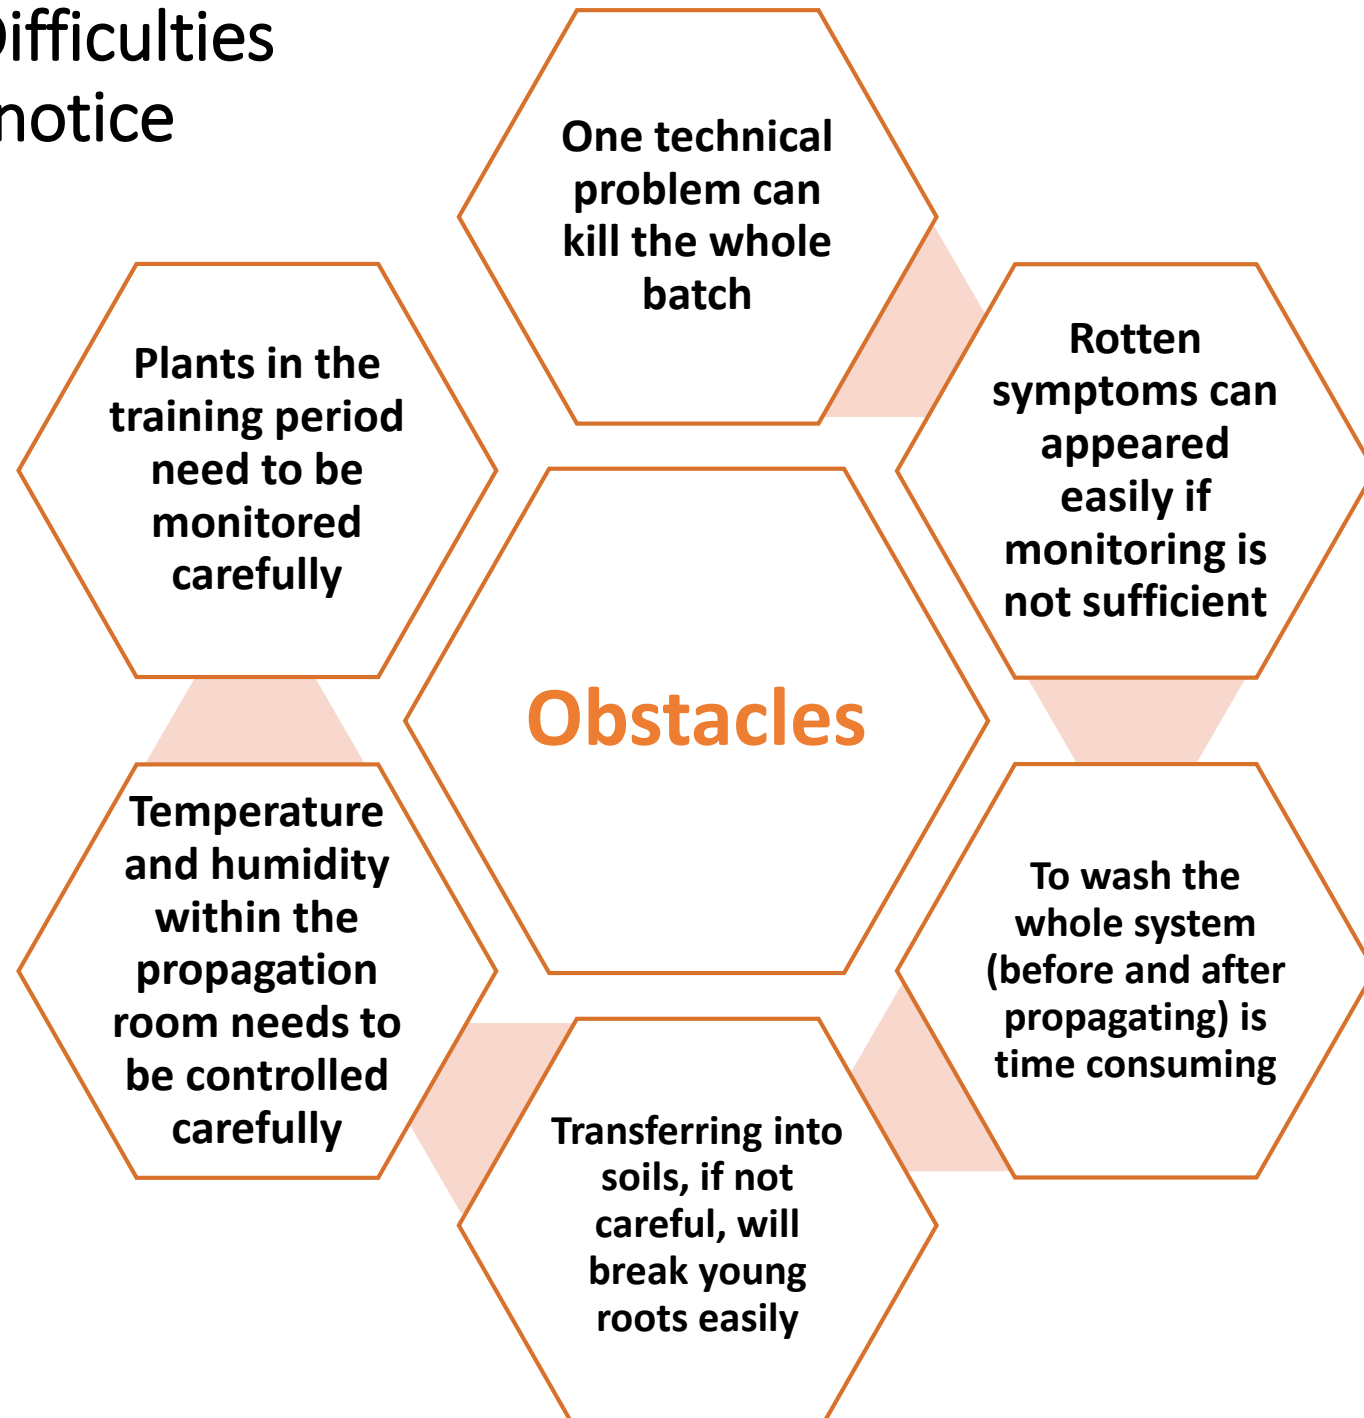 Difficulties
notice
One technical
problem can
kill the whole
batch
Rotten
symptoms can
appeared
easily if
monitoring is
not sufficient
To wash the
whole system
(before and after
propagating) is
time consuming
Transferring into
soils, if not
careful, will
break young
roots easily
Temperature
and humidity
within the
propagation
room needs to
be controlled
carefully
Plants in the
training period
need to be
monitored
carefully
Obstacles